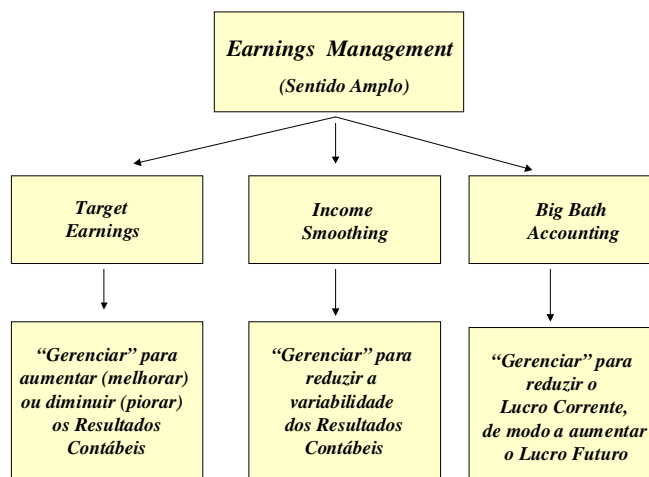 Earnings Management
(Sentido Amplo)
Target
Earnings
Income
Smoothing
Big Bath
Accounting
“Gerenciar” para
aumentar (melhorar)
ou diminuir (piorar)
os Resultados
Contábeis
“Gerenciar” para
reduzir a
variabilidade
dos Resultados
Contábeis
“Gerenciar” para
reduzir o
Lucro Corrente,
de modo a aumentar
o Lucro Futuro